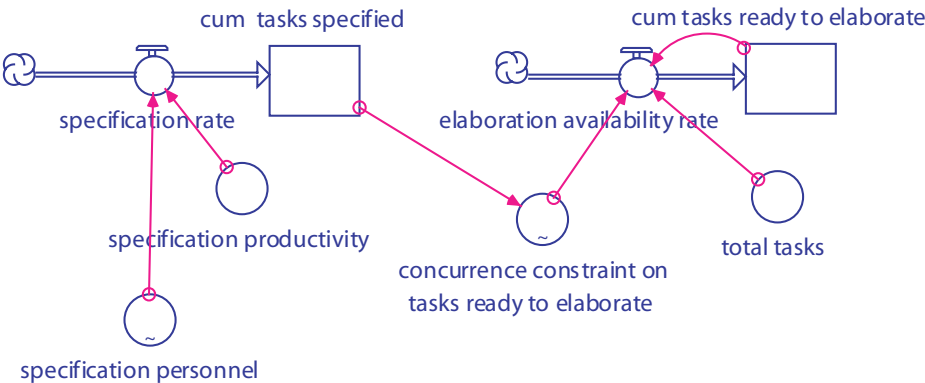 cum tasks specified
cum tasks ready to elaborate
specification rate
elaboration availability rate
specification productivity
total tasks
concurrence constraint on
tasks ready to elaborate
specification personnel
~
~